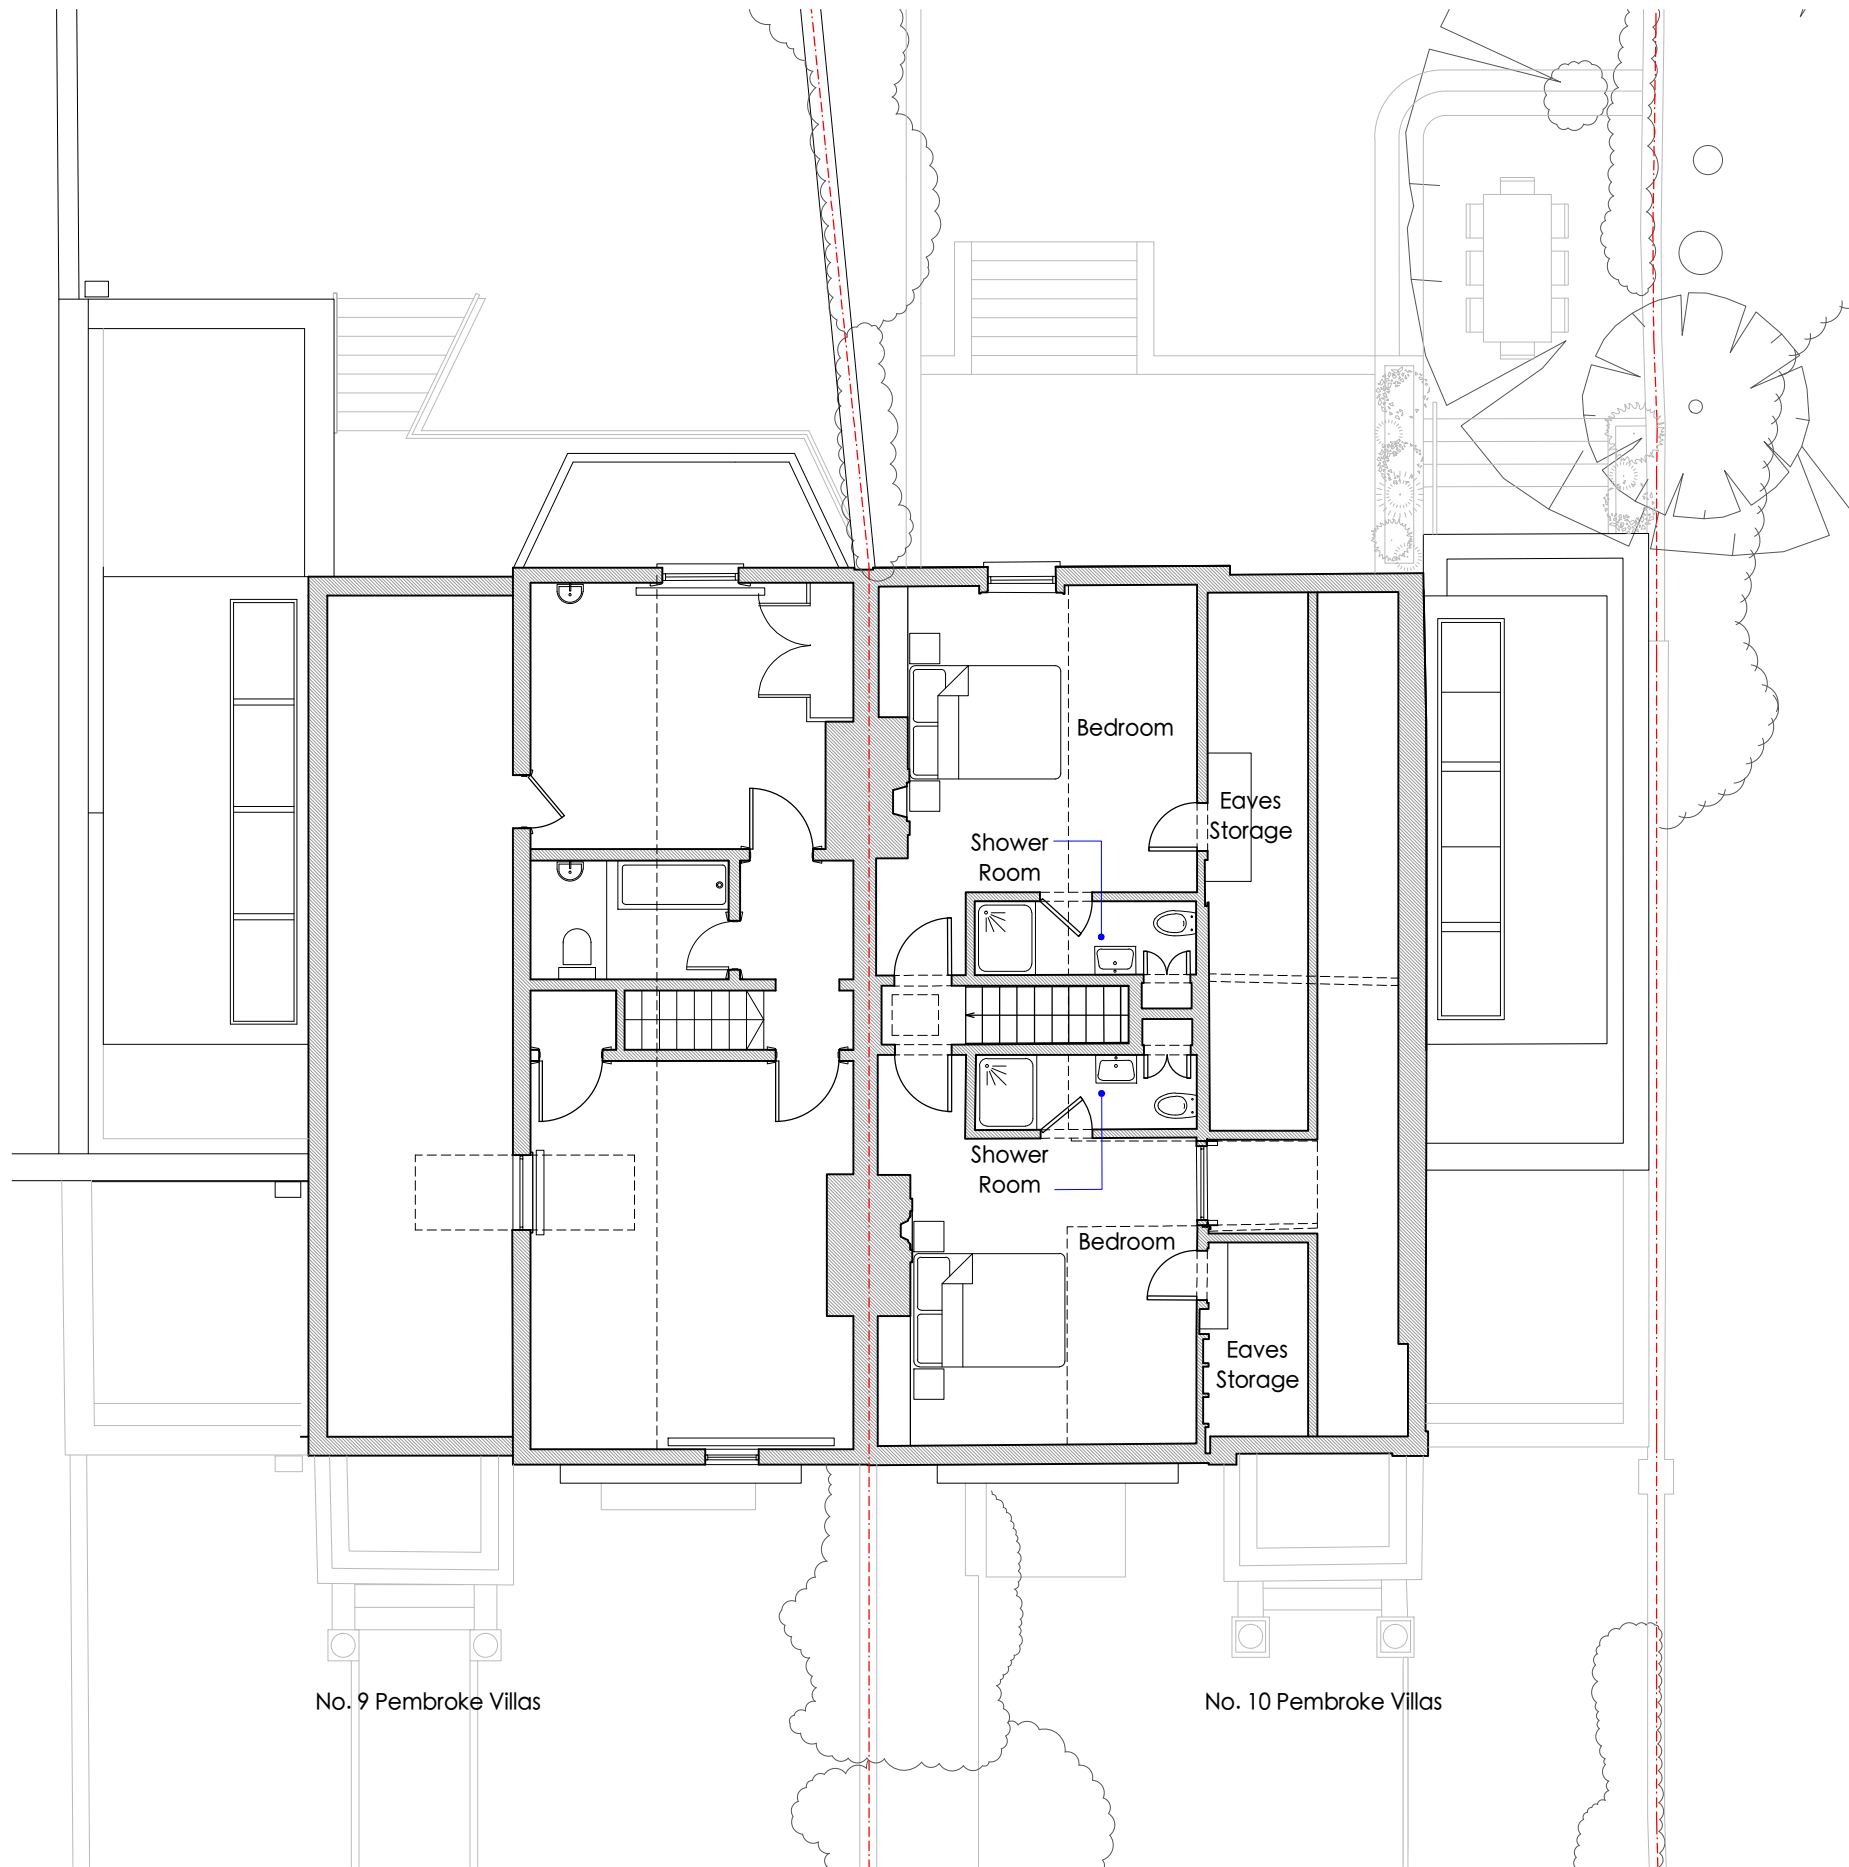 Bedroom
Eaves
Storage
Shower
Room
Shower
Room
Bedroom
Eaves
Storage
No. 9 Pembroke Villas
No. 10 Pembroke Villas